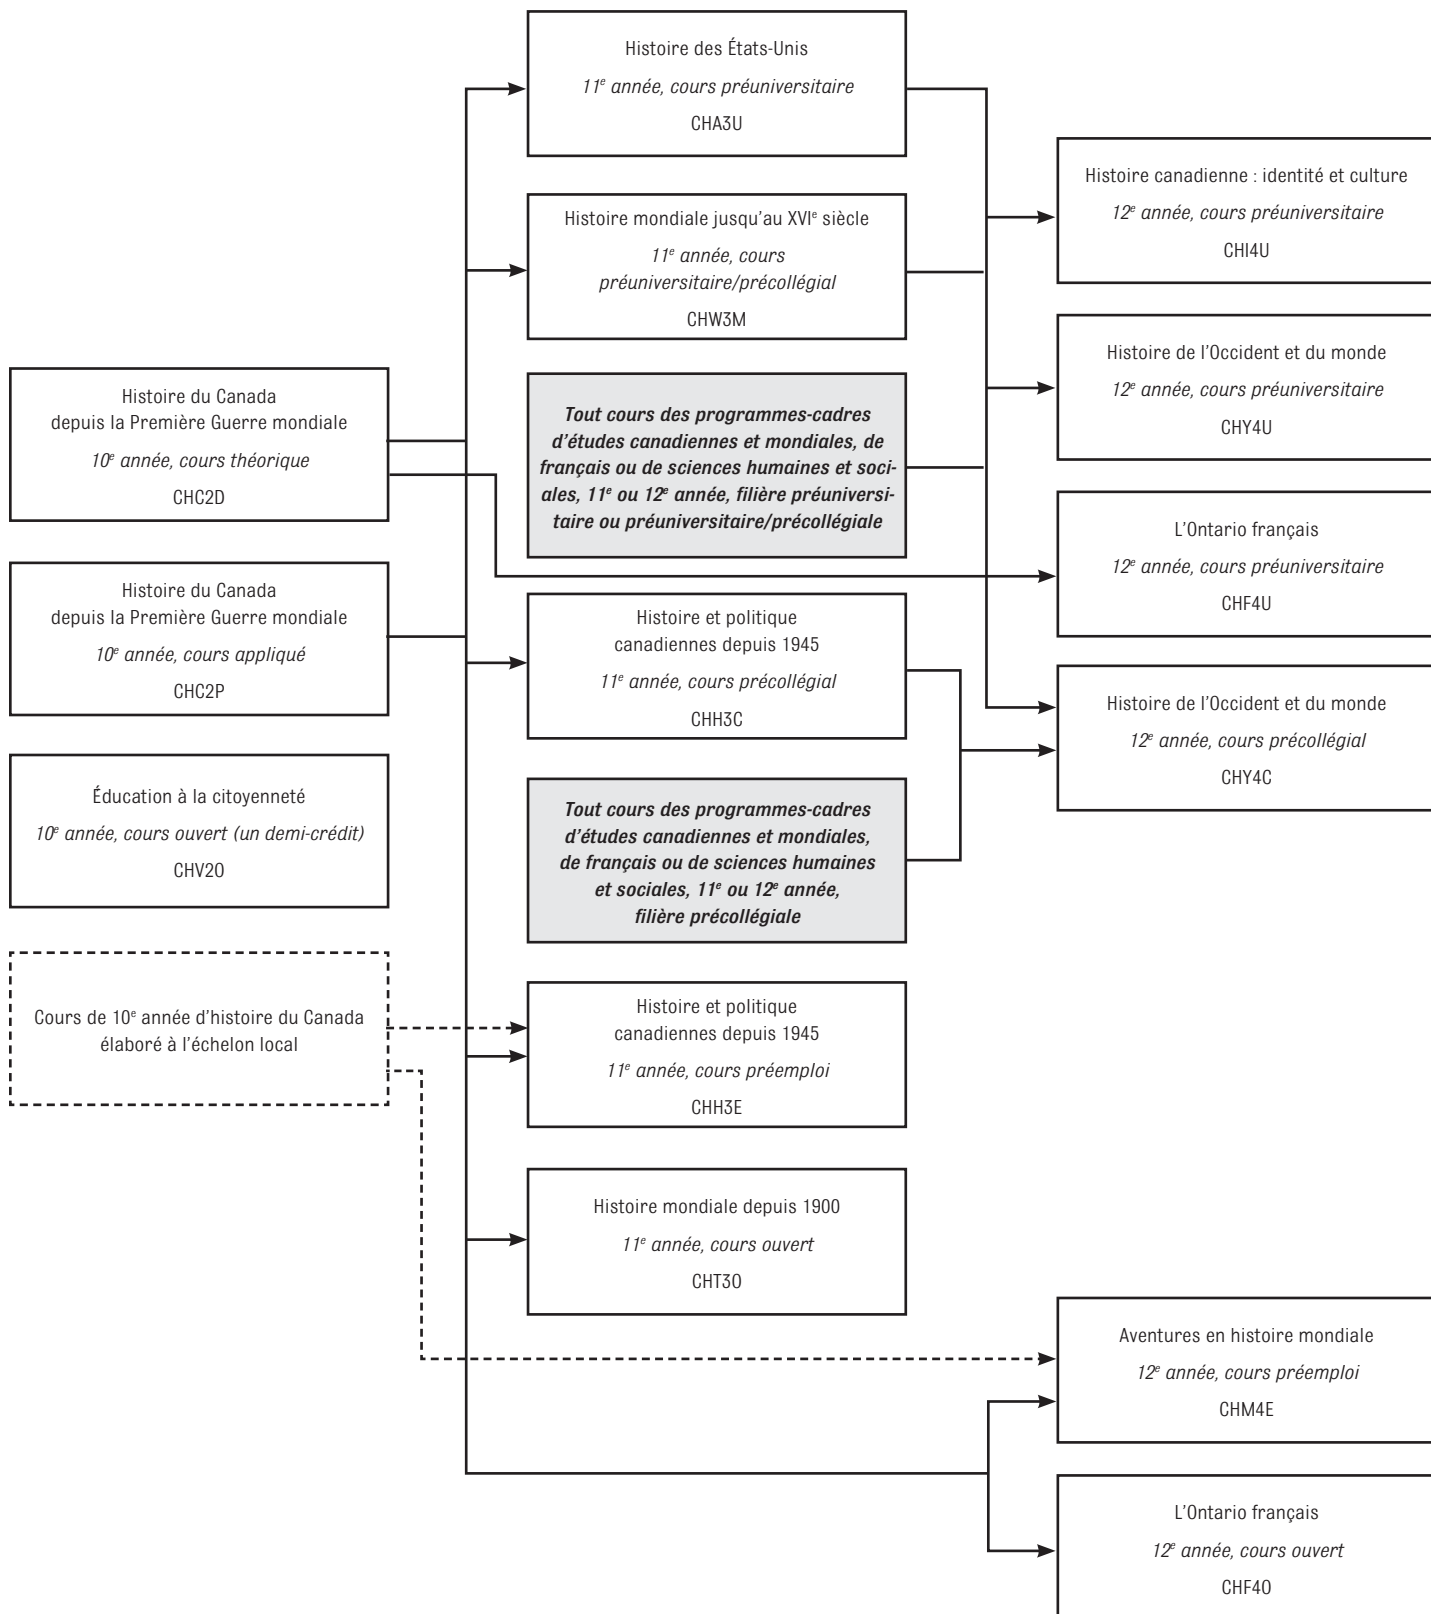 Histoire des États-Unis
11e année, cours préuniversitaire
CHA3U
Histoire mondiale jusqu'au XVIe siècle
11e année, cours
préuniversitaire/précollégial
CHW3M
Tout cours des programmes-cadres
d'études canadiennes et mondiales, de
français ou de sciences humaines et soci-
ales, 11e ou 12e année, filière préuniversi-
taire ou préuniversitaire/précollégiale
Histoire canadienne : identité et culture
12e année, cours préuniversitaire
CHI4U
Histoire de l'Occident et du monde
12e année, cours préuniversitaire
CHY4U
L'Ontario français
12e année, cours préuniversitaire
CHF4U
Histoire de l'Occident et du monde
12e année, cours précollégial
CHY4C
Histoire du Canada
depuis la Première Guerre mondiale
10e année, cours théorique
CHC2D
Histoire du Canada
depuis la Première Guerre mondiale
10e année, cours appliqué
CHC2P
Éducation à la citoyenneté
10e année, cours ouvert (un demi-crédit)
CHV2O
Cours de 10e année d'histoire du Canada
élaboré à l'échelon local
Histoire et politique
canadiennes depuis 1945
11e année, cours précollégial
CHH3C
Tout cours des programmes-cadres
d'études canadiennes et mondiales,
de français ou de sciences humaines
et sociales, 11e ou 12e année,
filière précollégiale
Histoire et politique
canadiennes depuis 1945
11e année, cours préemploi
CHH3E
Histoire mondiale depuis 1900
11e année, cours ouvert
CHT3O
Aventures en histoire mondiale
12e année, cours préemploi
CHM4E
L'Ontario français
12e année, cours ouvert
CHF4O